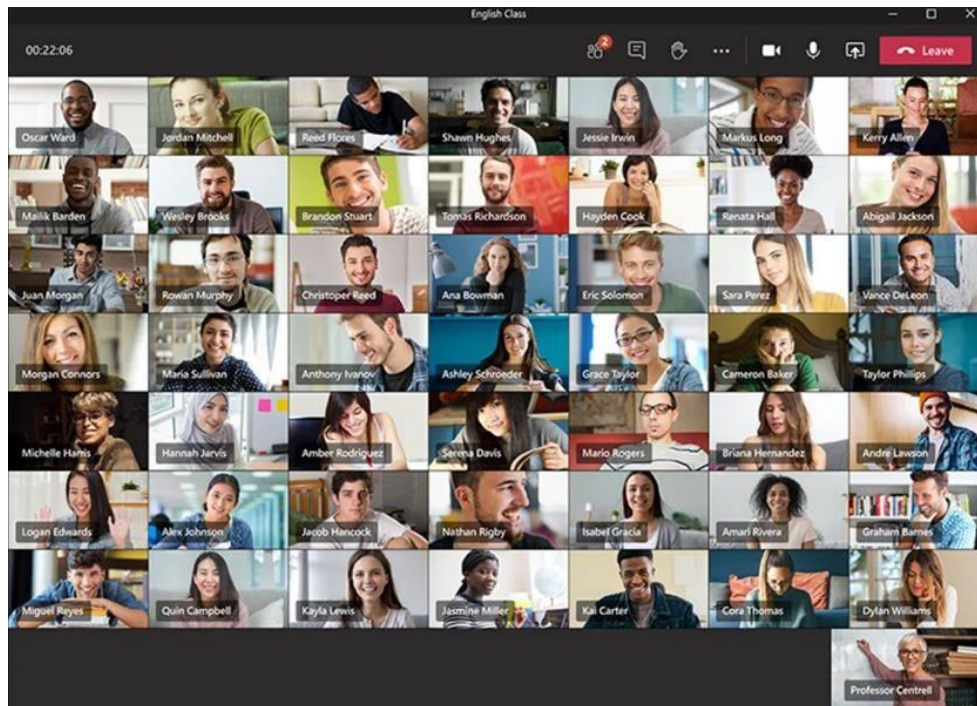 English Class
00:22:06
2
Leave
Oscar Ward
Jordan Mitchell
Reed Flores
Shawn Hughes
Jessie Irwin
Markus Long
Kerry Allen
Mailik Barden
Wesley Brooks
Brandon Stuart
Tomas Richardson
Hayden Cook
Renata Hall
Abigail Jackson
Juan Morgan
Rowan Murphy
Christoper Reed
Ana Bowman
Eric Solomon
Sara Perez
Vance DeLeon
Morgan Connors
Maria Sullivan
Anthony Ivanov
Ashley Schroeder
Grace Taylor
Cameron Baker
Taylor Phillips
Michelle Harris
Hannah Jarvis
Amber Rodriguez
Serena Davis
Mario Rogers
Briana Hernandez
Andre Lawson
Logan Edwards
Alex Johnson
Jacob Hancock
Nathan Rigby
Isabel Gracia
Amari Rivera
Graham Barnes
Miguel Reyes
Quin Campbell
Kayla Lewis
Jasmine Miller
Kai Carter
Cora Thomas
Dylan Williams
Professor Centrell